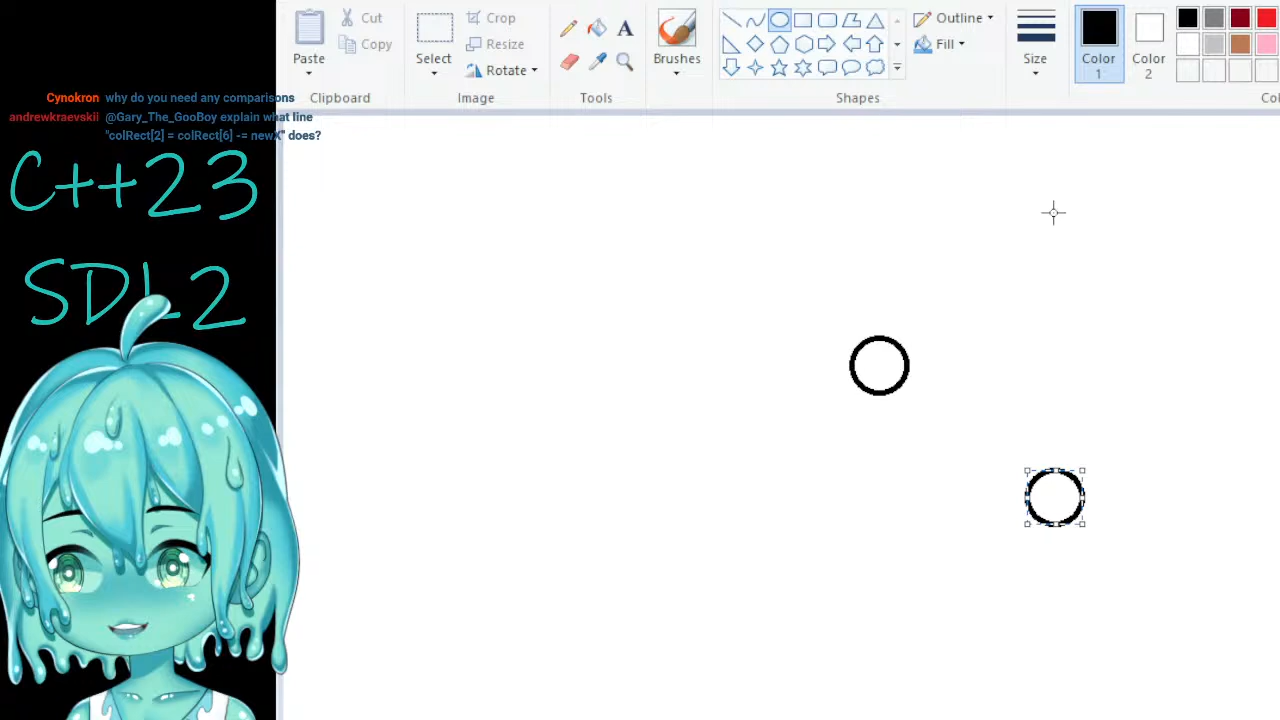 Paste
Cut
Copy
Clipboard
Select
Crop
Resize
Rotate
Image
A
Tools
Brushes
Shapes
Outline
Fill
Size
Color 1
Color 2
Cynokron why do you need any comparisons
andrewkraevskii @Gary_The_GooBoy explain what line
"colRect[2] = colRect[6] -= newX" does?
C++23
SDL2